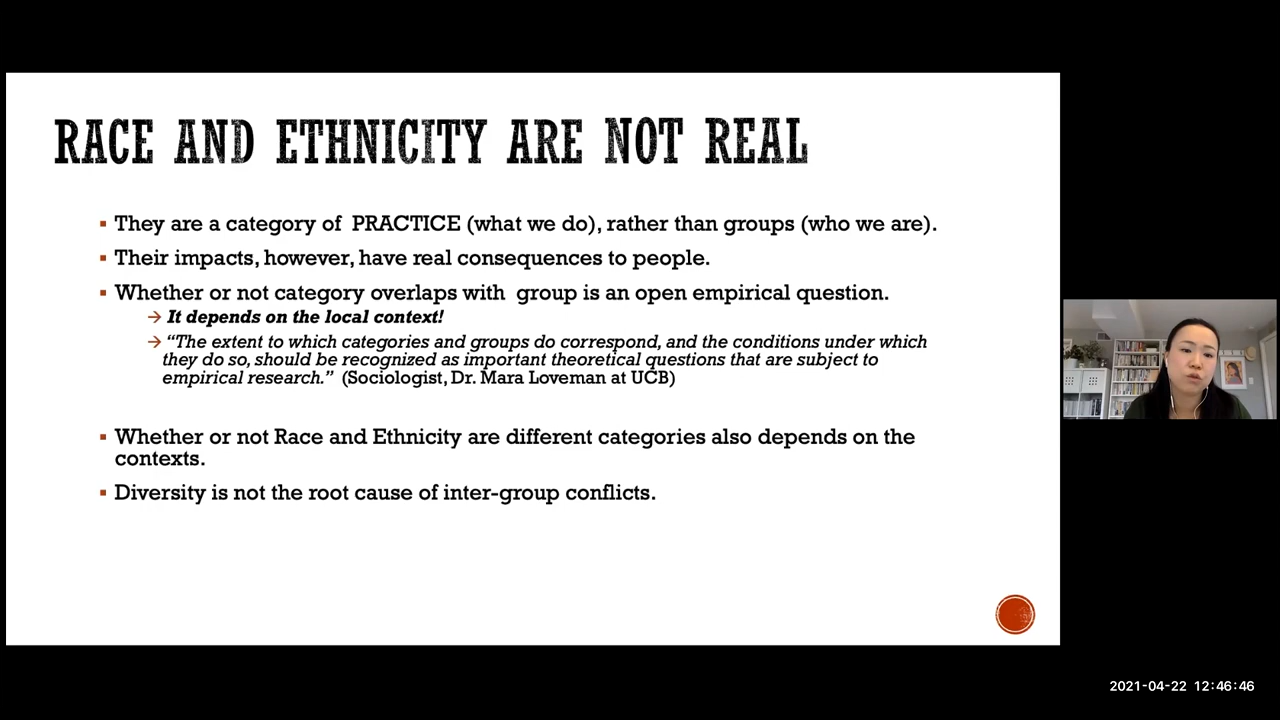 RACE AND ETHNICITY ARE NOT REAL
▪ They are a category of PRACTICE (what we do), rather than groups (who we are).
▪ Their impacts, however, have real consequences to people.
▪ Whether or not category overlaps with group is an open empirical question.
→ It depends on the local context!
→ “The extent to which categories and groups do correspond, and the conditions under which
they do so, should be recognized as important theoretical questions that are subject to
empirical research.” (Sociologist, Dr. Mara Loveman at UCB)
▪ Whether or not Race and Ethnicity are different categories also depends on the
contexts.
▪ Diversity is not the root cause of inter-group conflicts.
2021-04-22 12:46:46